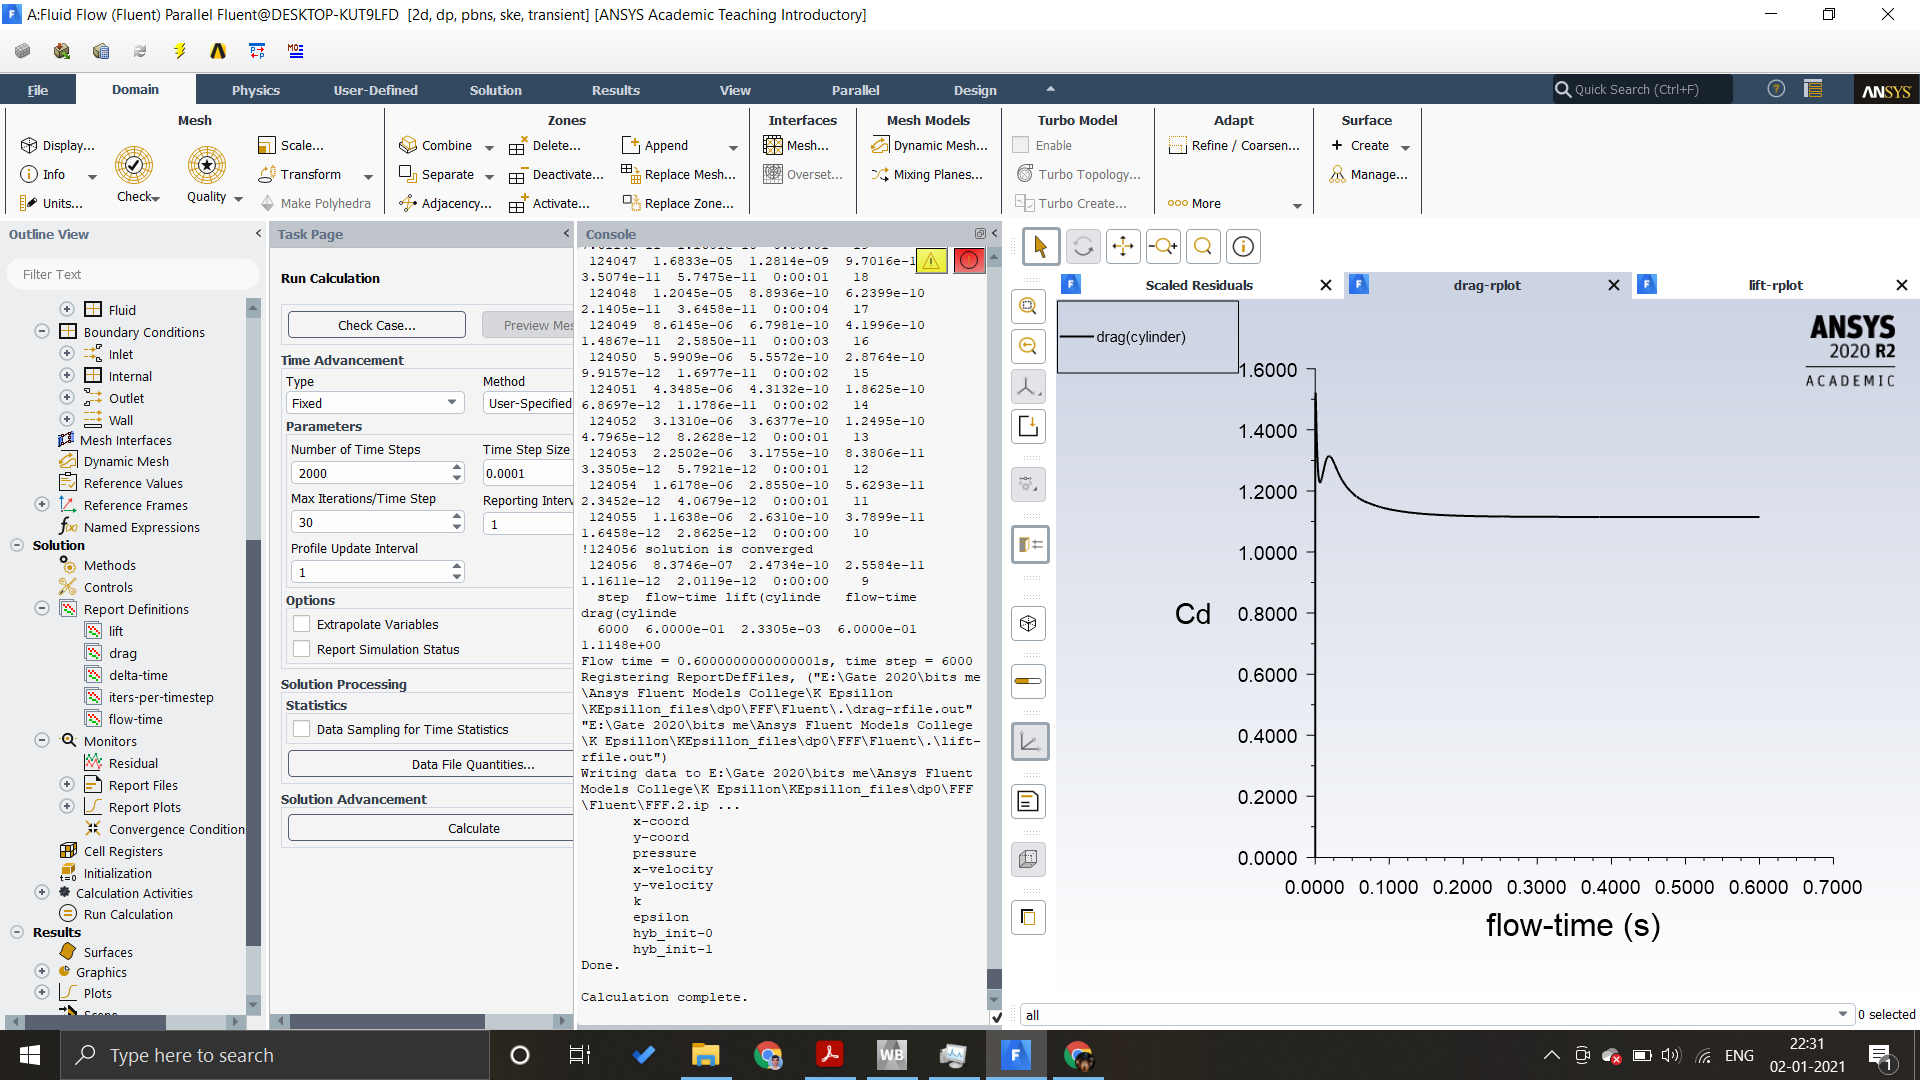 A:Fluid Flow (Fluent) Parallel Fluent@DESKTOP-KUT9LFD [2d, dp, pbns, ske, transient] [ANSYS Academic Teaching Introductory]
File Domain Physics User-Defined Solution Results View Parallel Design Quick Search (Ctrl+F) ANSYS
Mesh Zones Interfaces Mesh Models Turbo Model Adapt Surface
Display... Scale... Combine Delete... Append Mesh... Dynamic Mesh... Enable Refine / Coarsen... Create
Info Check Quality Transform Separate Deactivate... Replace Mesh... Overset... Mixing Planes... Turbo Topology... Manage...
Units... Make Polyhedra Adjacency... Activate... Replace Zone... Turbo Create... More
Outline View
Filter Text
Fluid
Boundary Conditions
Inlet
Internal
Outlet
Wall
Mesh Interfaces
Dynamic Mesh
Reference Values
Reference Frames
Named Expressions
Solution
Methods
Controls
Report Definitions
lift
drag
delta-time
iters-per-timestep
flow-time
Monitors
Residual
Report Files
Report Plots
Convergence Condition
Cell Registers
Initialization
Calculation Activities
Run Calculation
Results
Surfaces
Graphics
Plots
Task Page
Run Calculation
Check Case... Preview Mes
Time Advancement
Type Method
Fixed User-Specified
Parameters
Number of Time Steps Time Step Size
2000 0.0001
Max Iterations/Time Step Reporting Interv
30 1
Profile Update Interval
1
Options
Extrapolate Variables
Report Simulation Status
Solution Processing
Statistics
Data Sampling for Time Statistics
Data File Quantities...
Solution Advancement
Calculate
Console
124047 1.6833e-05 1.2814e-09 9.7016e-1
3.5074e-11 5.7475e-11 0:00:01 18
124048 1.2045e-05 8.8936e-10 6.2399e-10
2.1405e-11 3.6458e-11 0:00:04 17
124049 8.6145e-06 6.7981e-10 4.1996e-10
1.4867e-11 2.5850e-11 0:00:03 16
124050 5.9909e-06 5.5572e-10 2.8764e-10
9.9157e-12 1.6977e-11 0:00:02 15
124051 4.3485e-06 4.3132e-10 1.8625e-10
6.8697e-12 1.1786e-11 0:00:02 14
124052 3.1310e-06 3.6377e-10 1.2495e-10
4.7965e-12 8.2628e-12 0:00:01 13
124053 2.2502e-06 3.1755e-10 8.3806e-11
3.3505e-12 5.7921e-12 0:00:01 12
124054 1.6178e-06 2.8550e-10 5.6293e-11
2.3452e-12 4.0679e-12 0:00:01 11
124055 1.1638e-06 2.6310e-10 3.7899e-11
1.6458e-12 2.8625e-12 0:00:00 10
!124056 solution is converged
124056 8.3746e-07 2.4734e-10 2.5584e-11
1.1611e-12 2.0119e-12 0:00:00 9
step flow-time lift(cylinde flow-time
drag(cylinde
6000 6.0000e-01 2.3305e-03 6.0000e-01
1.1148e+00
Flow time = 0.6000000000000001s, time step = 6000
Registering ReportDefFiles, ("E:\Gate 2020\bits me
\Ansys Fluent Models College\K Epsillon
\KEpsillon_files\dp0\FFF\Fluent\.\drag-rfile.out"
"E:\Gate 2020\bits me\Ansys Fluent Models College
\K Epsillon\KEpsillon_files\dp0\FFF\Fluent\.\lift-
rfile.out")
Writing data to E:\Gate 2020\bits me\Ansys Fluent
Models College\K Epsillon\KEpsillon_files\dp0\FFF
\Fluent\FFF.2.ip ...
x-coord
y-coord
pressure
x-velocity
y-velocity
k
epsilon
hyb_init-0
hyb_init-1
Done.
Calculation complete.
Scaled Residuals drag-rplot lift-rplot
drag(cylinder)
ANSYS
2020 R2
ACADEMIC
1.6000
1.4000
1.2000
1.0000
0.8000
0.6000
0.4000
0.2000
0.0000
Cd
0.0000 0.1000 0.2000 0.3000 0.4000 0.5000 0.6000 0.7000
flow-time (s)
all 0 selected
Type here to search
WB
ENG
22:31
02-01-2021
1